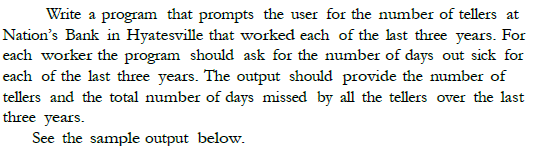 Write a program that prompts the user for the number of tellers at
Nation's Bank in Hyatesville that worked each of the last three years. For
each worker the program should ask for the number of days out sick for
each of the last three years. The output should provide the number of
tellers and the total number of days missed by all the tellers over the last
three years.
See the sample output below.